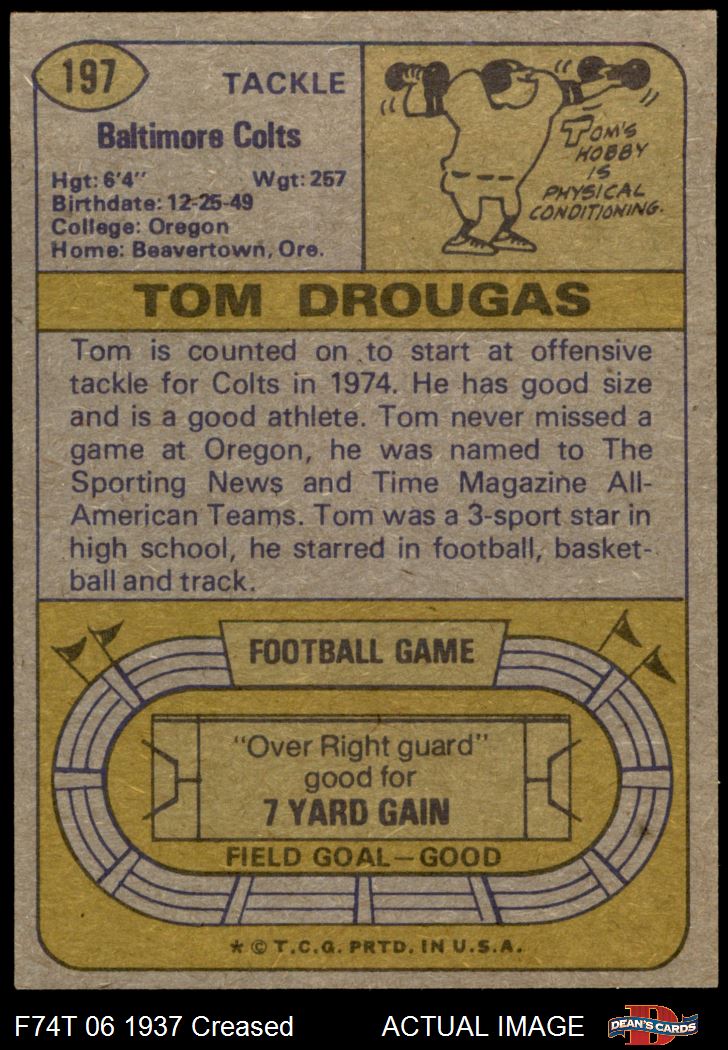 197
TACKLE
Baltimore Colts
Hgt: 6'4" Wgt: 257
Birthdate: 12-25-49
College: Oregon
Home: Beavertown, Ore.
TOM'S
HOBBY
IS
PHYSICAL
CONDITIONING.
TOM DROUGAS
Tom is counted on to start at offensive
tackle for Colts in 1974. He has good size
and is a good athlete. Tom never missed a
game at Oregon, he was named to The
Sporting News and Time Magazine All-
American Teams. Tom was a 3-sport star in
high school, he starred in football, basket-
ball and track.
FOOTBALL GAME
"Over Right guard"
good for
7 YARD GAIN
FIELD GOAL—GOOD
* © T.C.G. PRTD. IN U.S.A.
F74T 06 1937 Creased ACTUAL IMAGE
D
DEAN'S CARDS